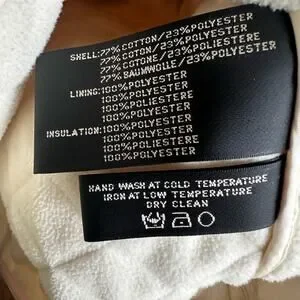 SHELL:77%COTTON/23%POLYESTER
77%COTON/23%POLYESTER
77%COTONE/23%POLIESTERE
77%BAUMWOLLE/23%POLYESTER
LINING:100%POLYESTER
100%POLYESTER
100%POLIESTERE
100%POLYESTER
INSULATION:100%POLYESTER
100%POLYESTER
100%POLIESTERE
100%POLYESTER
HAND WASH AT COLD TEMPERATURE
IRON AT LOW TEMPERATURE
DRY CLEAN